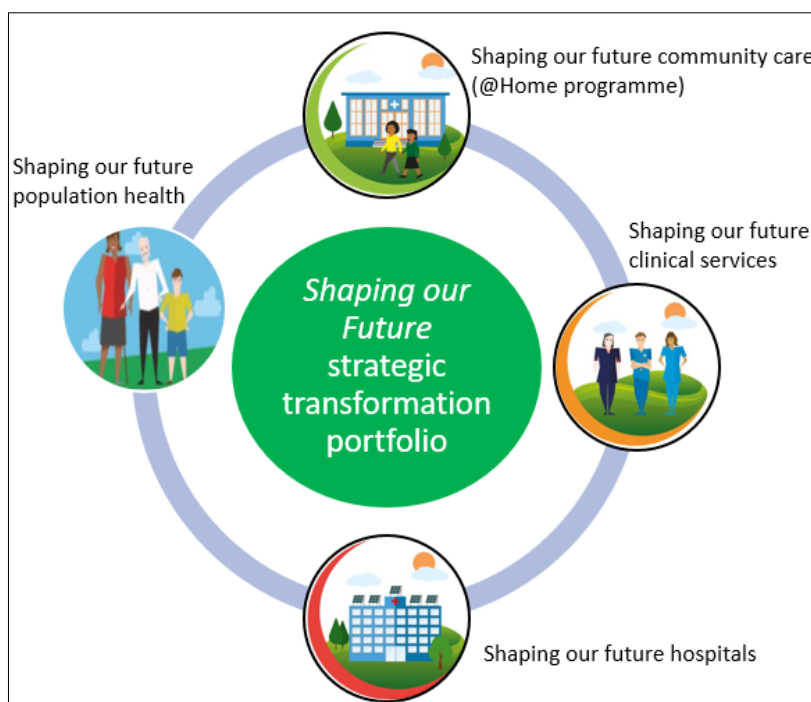 Shaping our future community care
(@Home programme)
Shaping our future
population health
Shaping our future
clinical services
Shaping our
Future
strategic
transformation
portfolio
Shaping our future hospitals